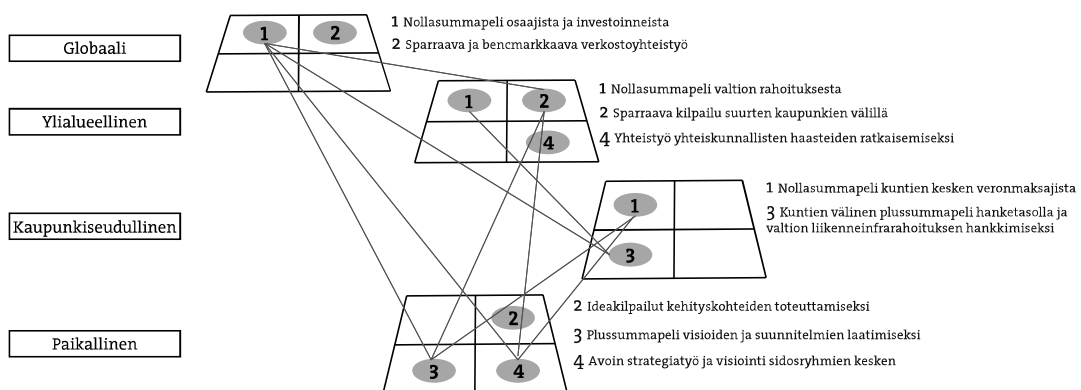 Globaali
1
2
1 Nollasummapeli osaajista ja investoinneista
2 Sparraava ja bencmarkkaava verkostoyhteistyö
Ylialueellinen
1
2
4
1 Nollasummapeli valtion rahoituksesta
2 Sparraava kilpailu suurten kaupunkien välillä
4 Yhteistyö yhteiskunnallisten haasteiden ratkaisemiseksi
Kaupunkiseudullinen
1
3
1 Nollasummapeli kuntien kesken veronmaksajista
3 Kuntien välinen plussummapeli hanketasolla ja
valtion liikenneinfrarahoituksen hankkimiseksi
Paikallinen
2
3
4
2 Ideakilpailut kehityskohteiden toteuttamiseksi
3 Plussummapeli visioiden ja suunnitelmien laatimiseksi
4 Avoin strategiatyö ja visiointi sidosryhmien kesken